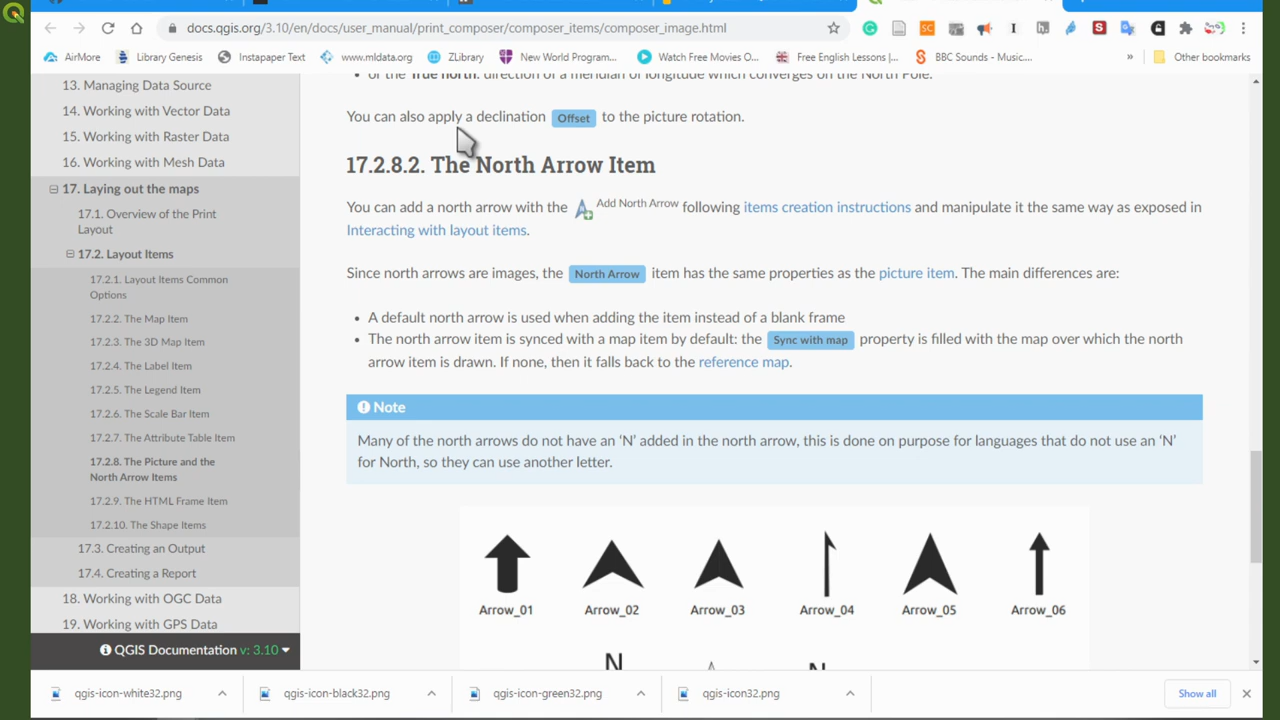 docs.qgis.org/3.10/en/docs/user_manual/print_composer/composer_items/composer_image.html
AirMore
Library Genesis
Instapaper Text
www.mldata.org
ZLibrary
New World Program...
Watch Free Movies O...
Free English Lessons |...
BBC Sounds - Music....
»
Other bookmarks
13. Managing Data Source
14. Working with Vector Data
15. Working with Raster Data
16. Working with Mesh Data
17. Laying out the maps
17.1. Overview of the Print
Layout
17.2. Layout Items
17.2.1. Layout Items Common
Options
17.2.2. The Map Item
17.2.3. The 3D Map Item
17.2.4. The Label Item
17.2.5. The Legend Item
17.2.6. The Scale Bar Item
17.2.7. The Attribute Table Item
17.2.8. The Picture and the
North Arrow Items
17.2.9. The HTML Frame Item
17.2.10. The Shape Items
17.3. Creating an Output
17.4. Creating a Report
18. Working with OGC Data
19. Working with GPS Data
QGIS Documentation v: 3.10
or the True north: direction of a meridian of longitude which converges on the North Pole.
You can also apply a declination Offset to the picture rotation.
17.2.8.2. The North Arrow Item
You can add a north arrow with the Add North Arrow following items creation instructions and manipulate it the same way as exposed in
Interacting with layout items.
Since north arrows are images, the North Arrow item has the same properties as the picture item. The main differences are:
• A default north arrow is used when adding the item instead of a blank frame
• The north arrow item is synced with a map item by default: the Sync with map property is filled with the map over which the north
arrow item is drawn. If none, then it falls back to the reference map.
Note
Many of the north arrows do not have an ‘N’ added in the north arrow, this is done on purpose for languages that do not use an ‘N’
for North, so they can use another letter.
Arrow_01 Arrow_02 Arrow_03 Arrow_04 Arrow_05 Arrow_06
N N
qgis-icon-white32.png
qgis-icon-black32.png
qgis-icon-green32.png
qgis-icon32.png
Show all